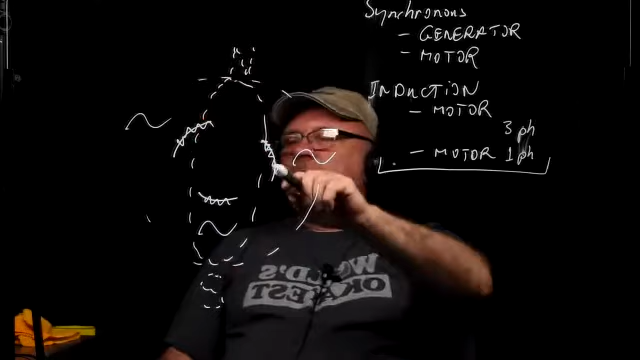 Synchronous
- GENERATOR
- MOTOR
INDUCTION
- MOTOR
3 ph
- MOTOR 1 ph
WORLD'S
OKAYEST